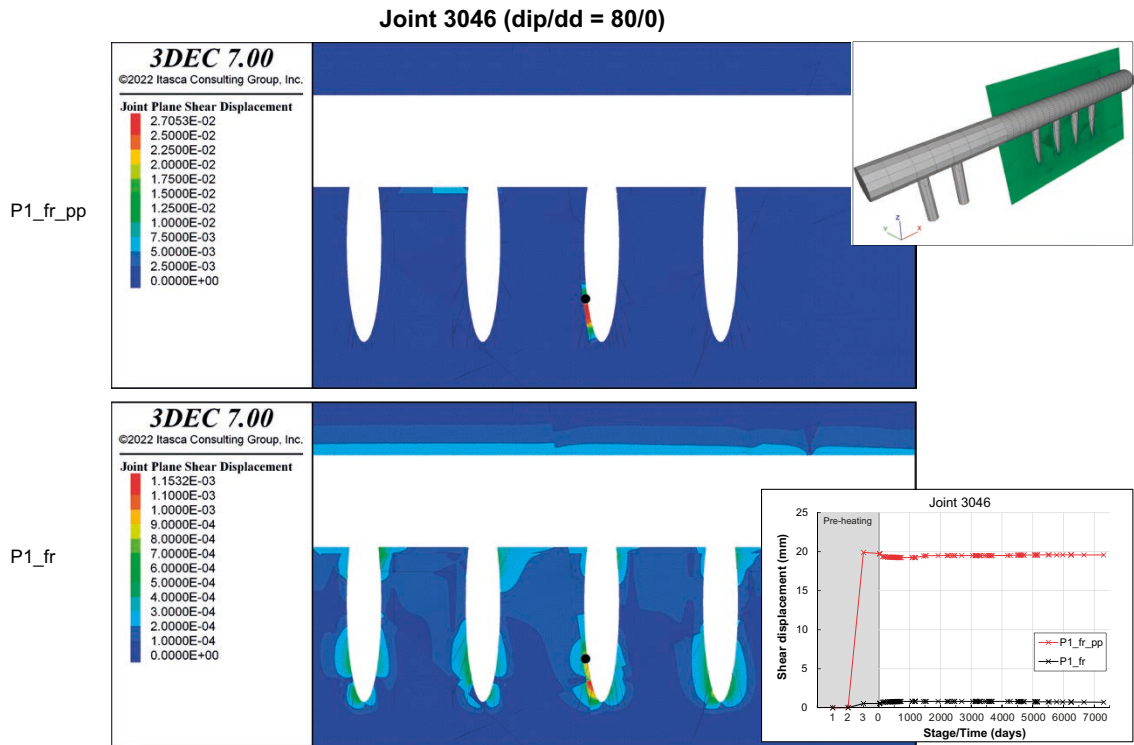 Joint 3046 (dip/dd = 80/0)
P1_fr_pp
3DEC 7.00
©2022 Itasca Consulting Group, Inc.
Joint Plane Shear Displacement
2.7053E-02
2.5000E-02
2.2500E-02
2.0000E-02
1.7500E-02
1.5000E-02
1.2500E-02
1.0000E-02
7.5000E-03
5.0000E-03
2.5000E-03
0.0000E+00
Z
Y
X
P1_fr
3DEC 7.00
©2022 Itasca Consulting Group, Inc.
Joint Plane Shear Displacement
1.1532E-03
1.1000E-03
1.0000E-03
9.0000E-04
8.0000E-04
7.0000E-04
6.0000E-04
5.0000E-04
4.0000E-04
3.0000E-04
2.0000E-04
1.0000E-04
0.0000E+00
Joint 3046
Shear displacement (mm)
25
20
15
10
5
0
Pre-heating
P1_fr_pp
P1_fr
1 2 3 0 1000 2000 3000 4000 5000 6000 7000
Stage/Time (days)